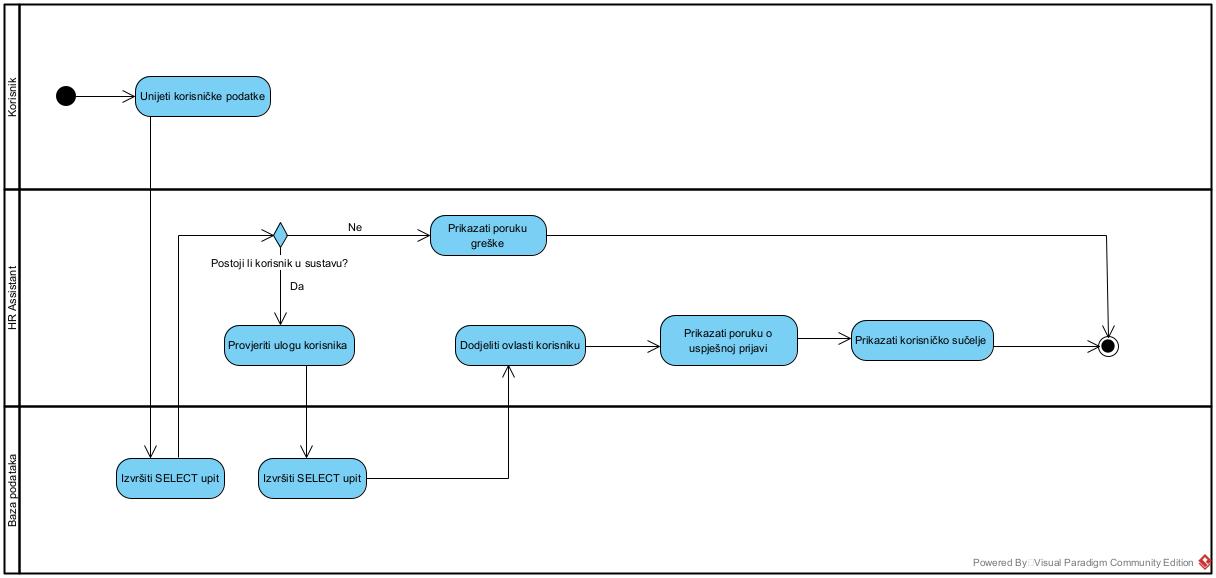 Korisnik
Unijeti korisničke podatke
HR Assistant
Ne
Prikazati poruku
greške
Postoji li korisnik u sustavu?
Da
Provjeriti ulogu korisnika
Dodjeliti ovlasti korisniku
Prikazati poruku o
uspješnoj prijavi
Prikazati korisničko sučelje
Baza podataka
Izvršiti SELECT upit
Izvršiti SELECT upit
Powered By Visual Paradigm Community Edition